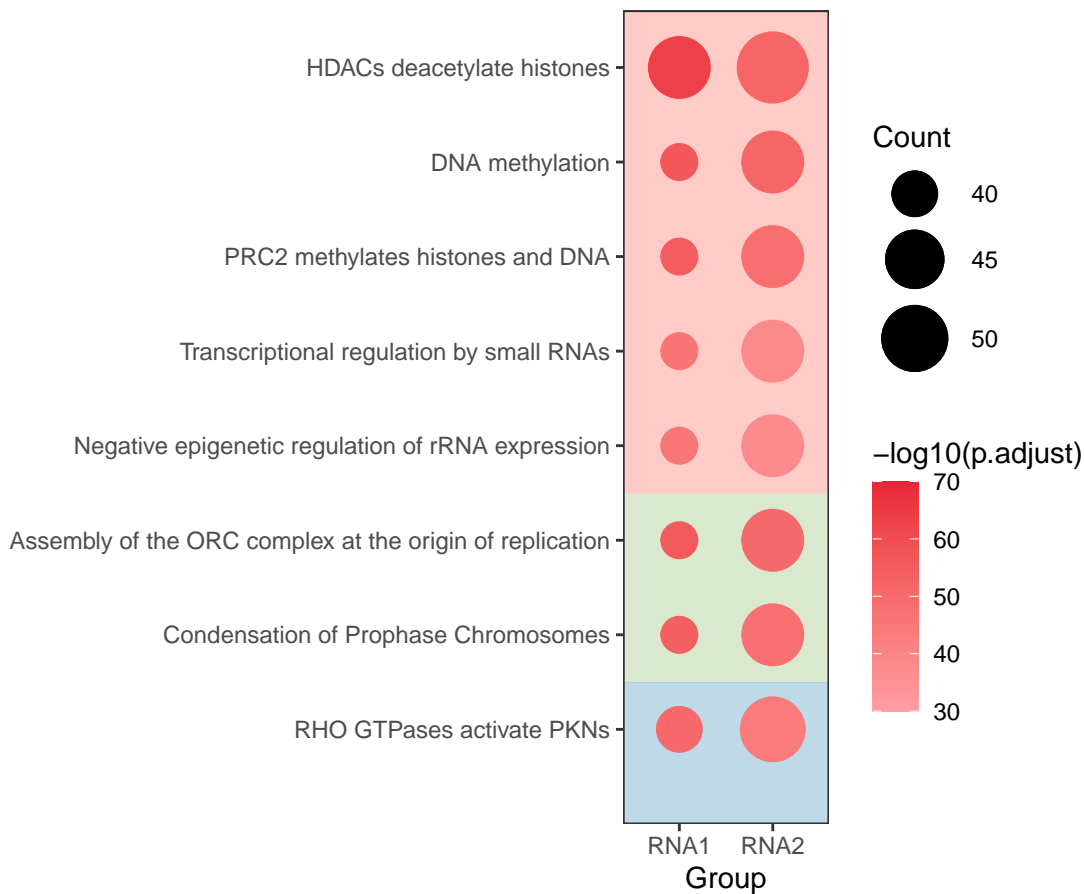 HDACs deacetylate histones
DNA methylation
PRC2 methylates histones and DNA
Transcriptional regulation by small RNAs
Negative epigenetic regulation of rRNA expression
Assembly of the ORC complex at the origin of replication
Condensation of Prophase Chromosomes
RHO GTPases activate PKNs
RNA1 RNA2
Group
Count
40
45
50
−log10(p.adjust)
70
60
50
40
30